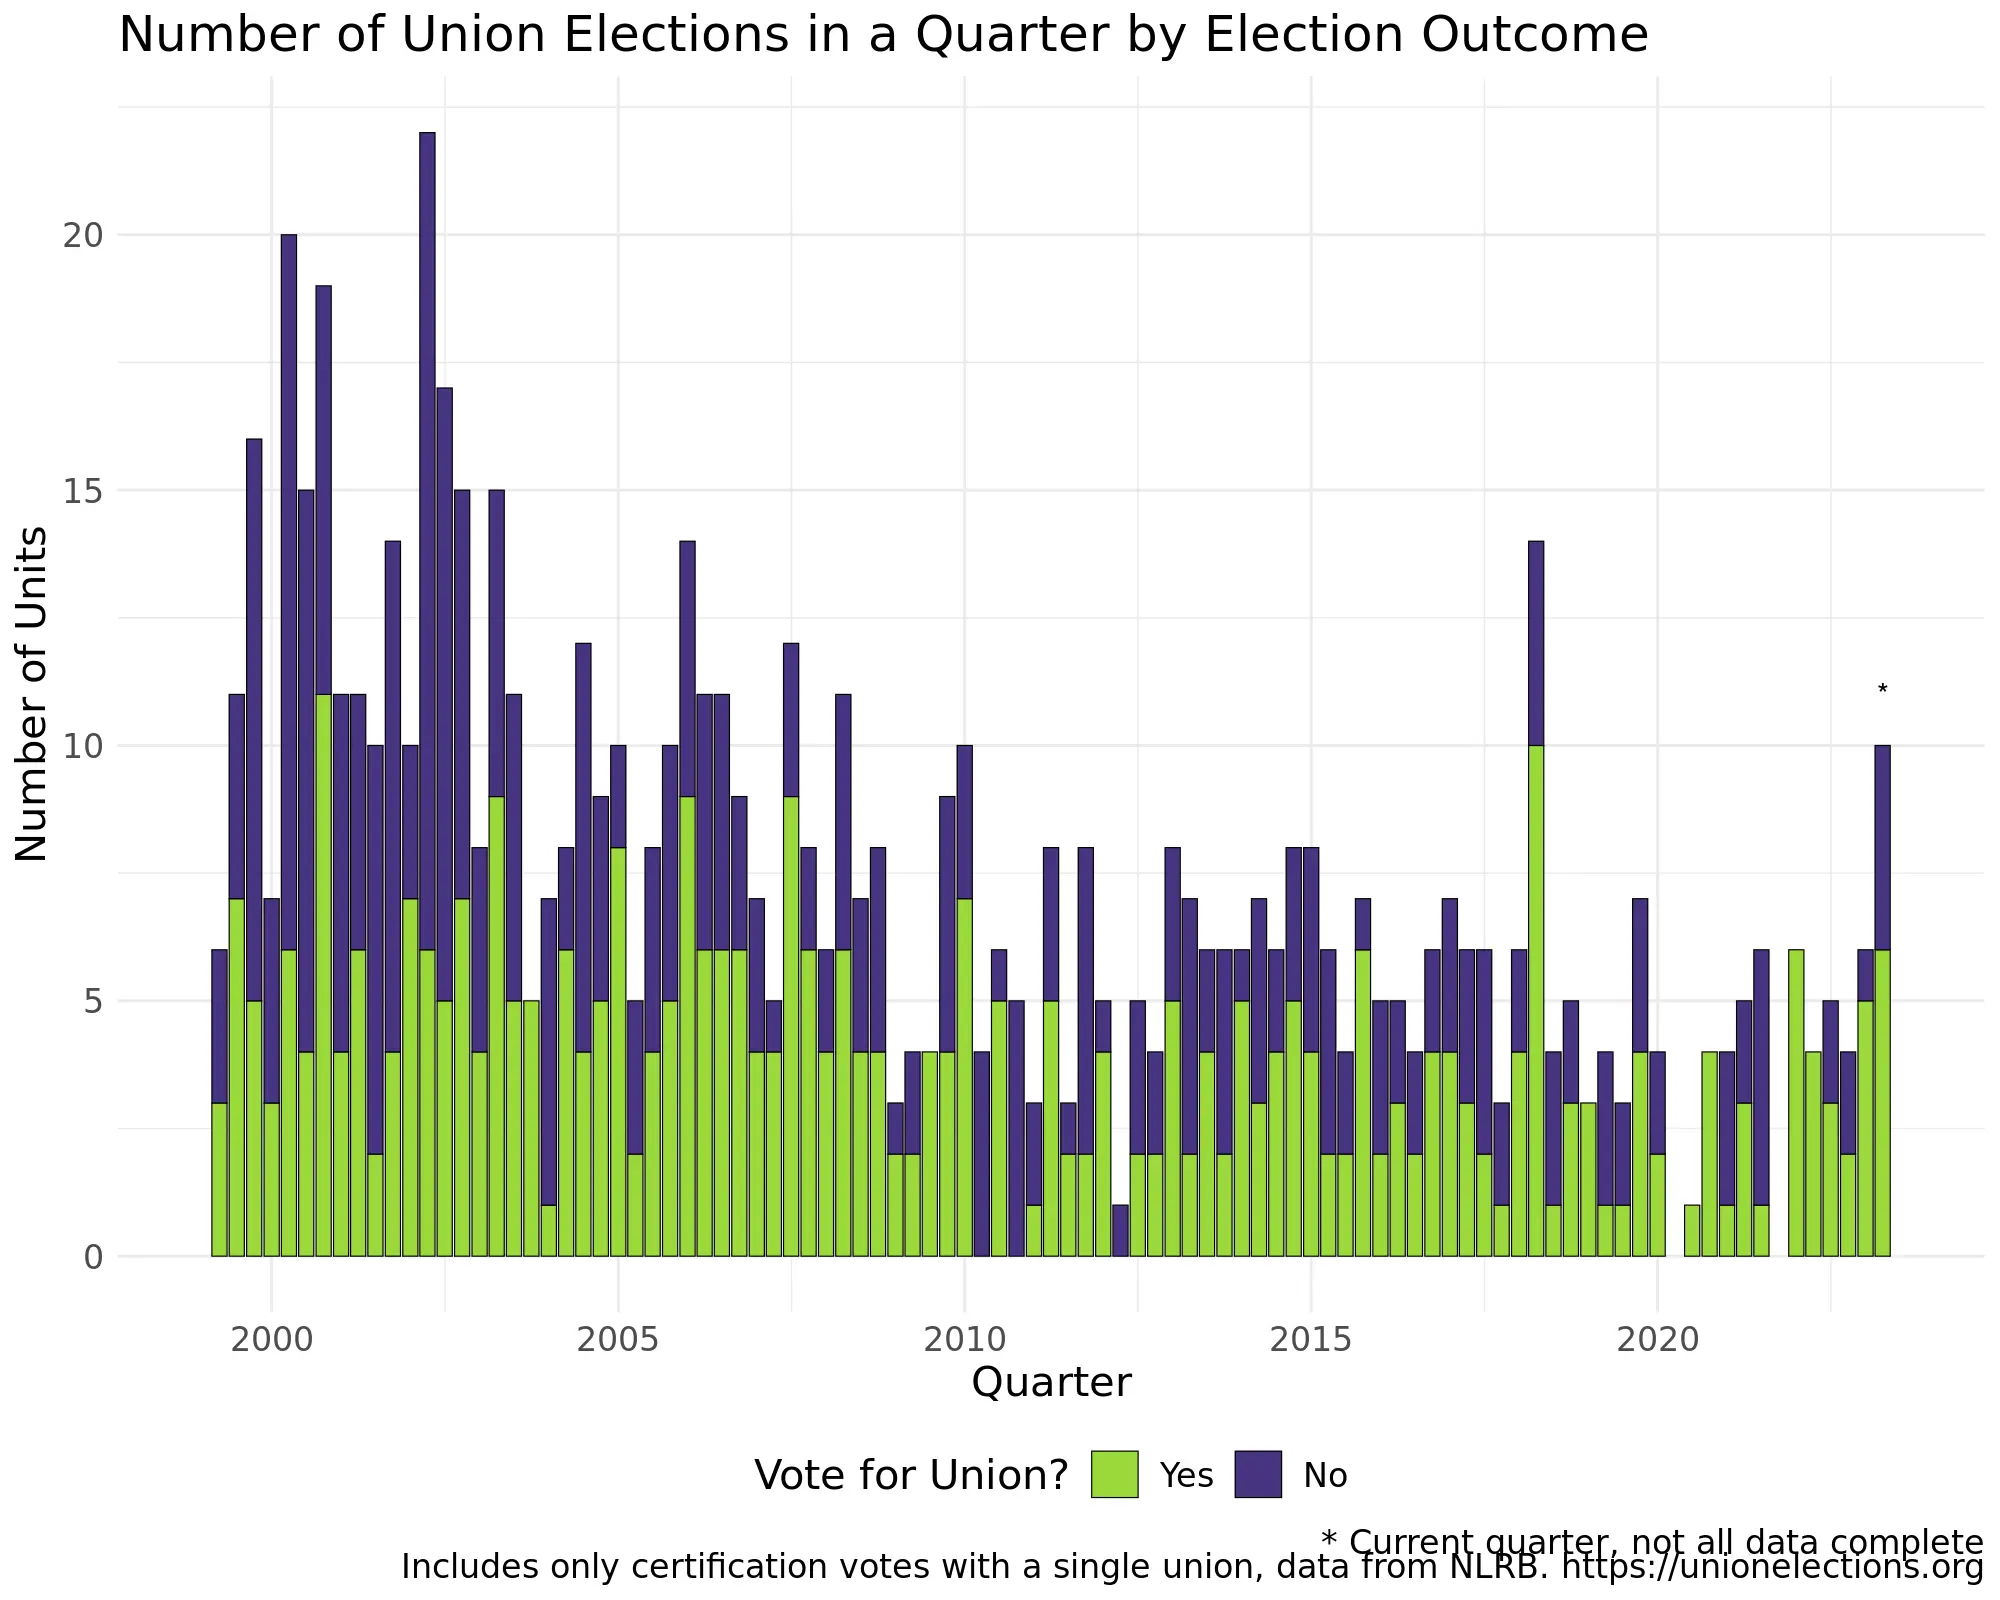 Number of Union Elections in a Quarter by Election Outcome
Number of Units
20
15
10
5
0
*
2000 2005 2010 2015 2020
Quarter
Vote for Union? Yes No
* Current quarter, not all data complete
Includes only certification votes with a single union, data from NLRB. https://unionelections.org